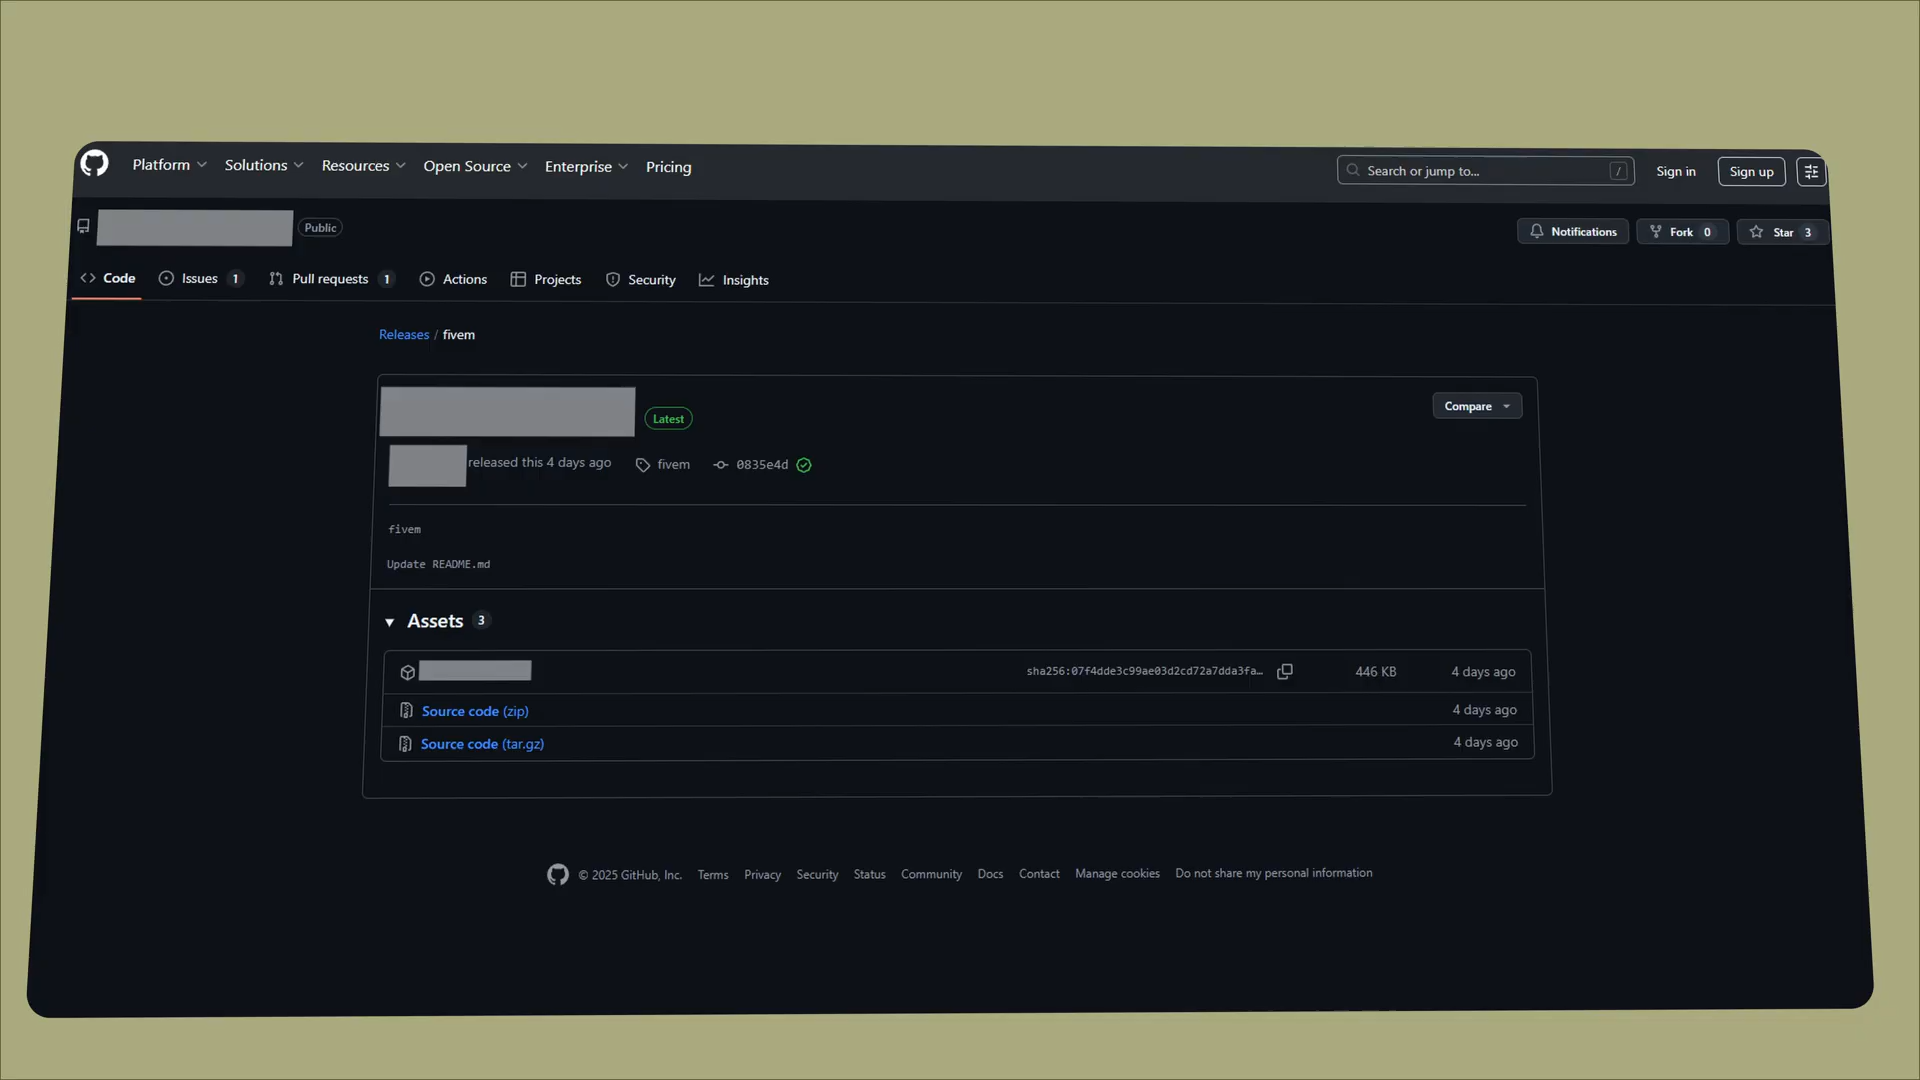 Platform Solutions Resources Open Source Enterprise Pricing Search or jump to... / Sign in Sign up
Public Notifications Fork 0 Star 3
Code Issues 1 Pull requests 1 Actions Projects Security Insights
Releases / fivem
Latest Compare
released this 4 days ago fivem 0835e4d
fivem
Update README.md
Assets 3
sha256:07f4dde3c99ae03d2cd72a7dda3fa… 446 KB 4 days ago
Source code (zip) 4 days ago
Source code (tar.gz) 4 days ago
© 2025 GitHub, Inc. Terms Privacy Security Status Community Docs Contact Manage cookies Do not share my personal information